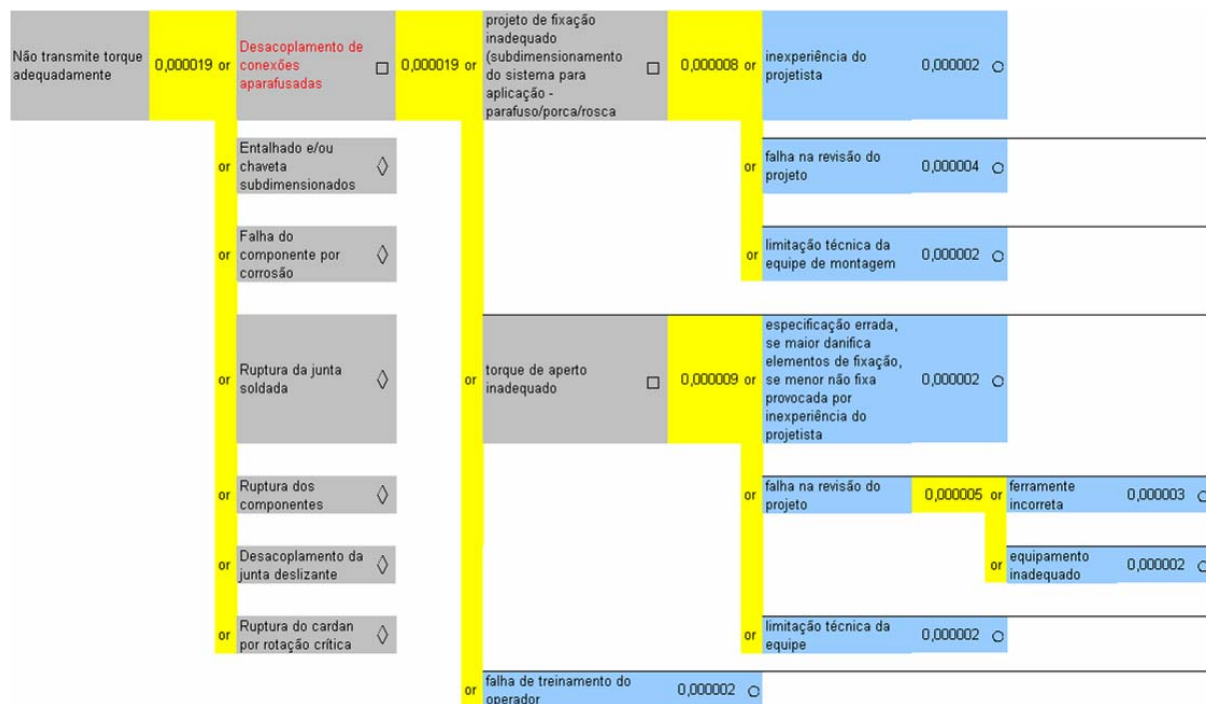 Não transmite torque
adequadamente
0,000019 or
Desacoplamento de
conexões
aparafusadas
0,000019 or
projeto de fixação
inadequado
(subdimensionamento
do sistema para
aplicação -
parafuso/porca/rosca
0,000008 or
inexperiência do
projetista
0,000002
or
Entalhado e/ou
chaveta
subdimensionados
or
falha na revisão do
projeto
0,000004
or
Falha do
componente por
corrosão
or
limitação técnica da
equipe de montagem
0,000002
or
Ruptura da junta
soldada
or
torque de aperto
inadequado
0,000009 or
especificação errada,
se maior danifica
elementos de fixação,
se menor não fixa
provocada por
inexperiência do
projetista
0,000002
or
Ruptura dos
componentes
or
falha na revisão do
projeto
0,000005 or
ferramente
incorreta
0,000003
or
Desacoplamento da
junta deslizante
or
equipamento
inadequado
0,000002
or
Ruptura do cardan
por rotação crítica
or
limitação técnica da
equipe
0,000002
or
falha de treinamento do
operador
0,000002